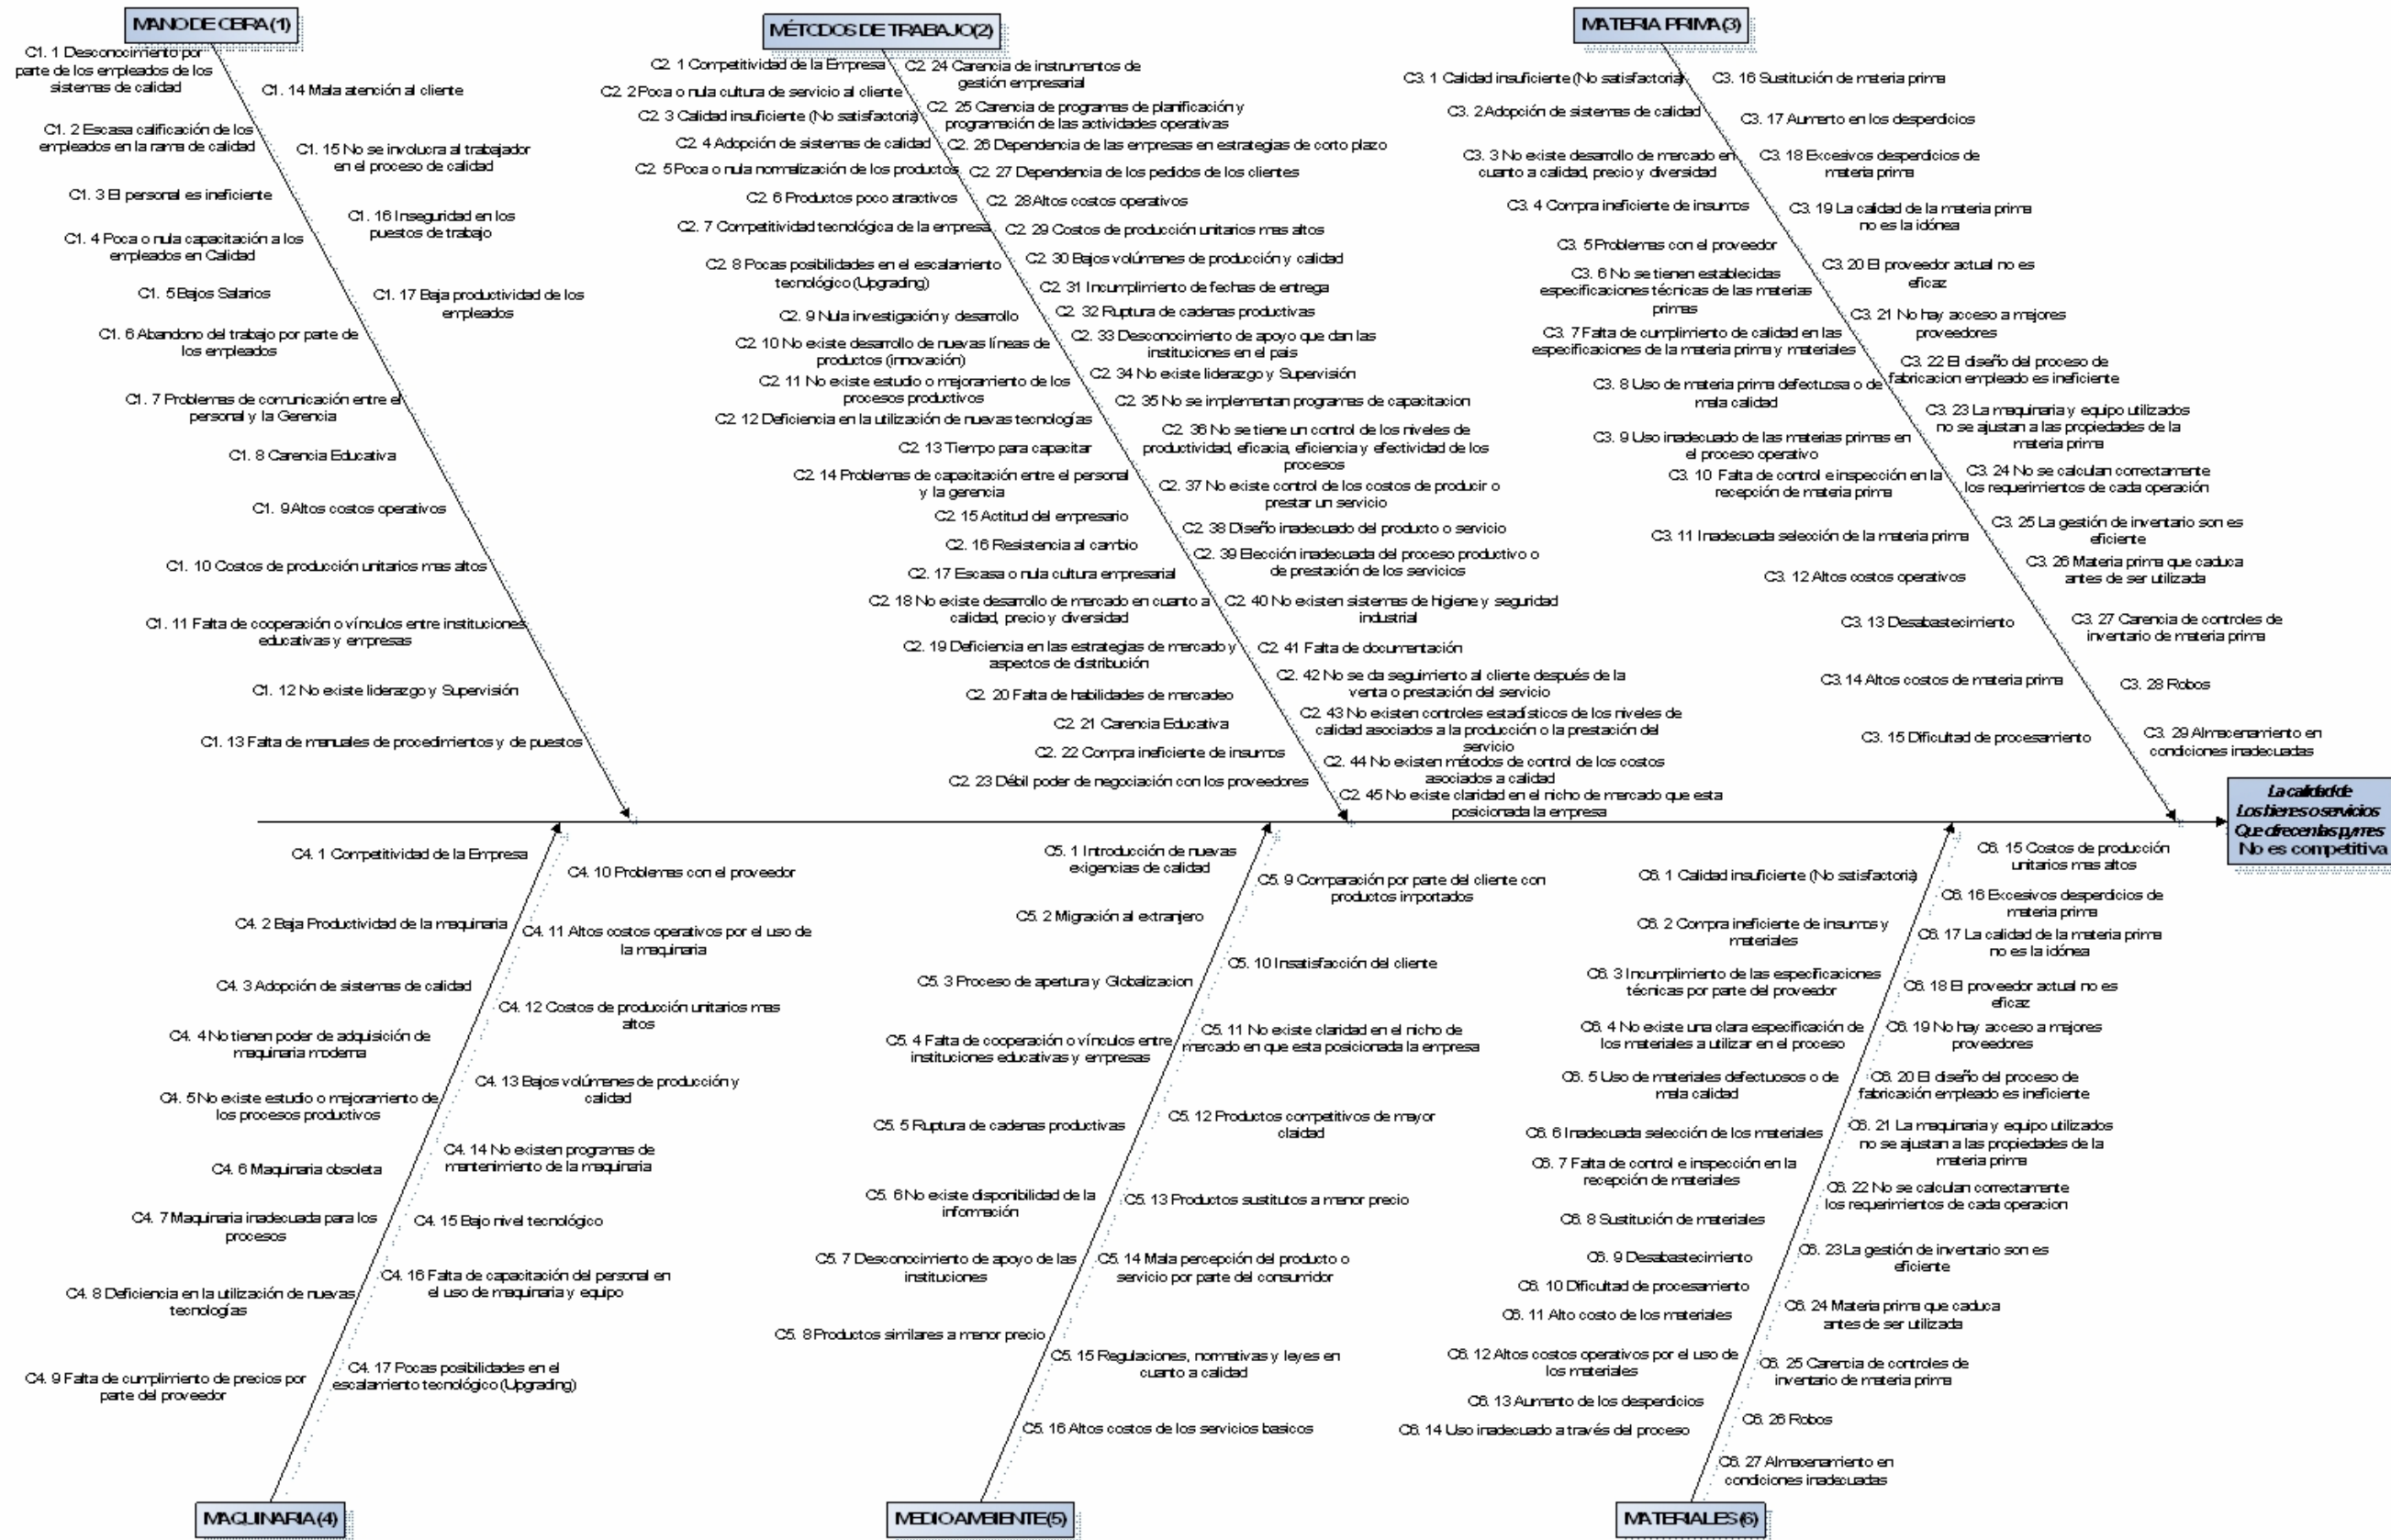 MANO DE OBRA(1)
C1. 1 Desconocimiento por
parte de los empleados de los
sistemas de calidad
C1. 2 Escasa calificación de los
empleados en la rama de calidad
C1. 3 El personal es ineficiente
C1. 4 Poca o nula capacitación a los
empleados en Calidad
C1. 5 Bajos Salarios
C1. 6 Abandono del trabajo por parte de
los empleados
C1. 7 Problemas de comunicación entre el
personal y la Gerencia
C1. 8 Carencia Educativa
C1. 9 Altos costos operativos
C1. 10 Costos de producción unitarios mas altos
C1. 11 Falta de cooperación o vínculos entre instituciones
educativas y empresas
C1. 12 No existe liderazgo y Supervisión
C1. 13 Falta de manuales de procedimientos y de puestos
C1. 14 Mala atención al cliente
C1. 15 No se involucra al trabajador
en el proceso de calidad
C1. 16 Inseguridad en los
puestos de trabajo
C1. 17 Baja productividad de los
empleados
MÉTODOS DE TRABAJO(2)
C2. 1 Competitividad de la Empresa
C2. 2 Poca o nula cultura de servicio al cliente
C2. 3 Calidad insuficiente (No satisfactoria)
C2. 4 Adopción de sistemas de calidad
C2. 5 Poca o nula normalización de los productos
C2. 6 Productos poco atractivos
C2. 7 Competitividad tecnológica de la empresa
C2. 8 Pocas posibilidades en el escalamiento
tecnológico (Upgrading)
C2. 9 Nula investigación y desarrollo
C2. 10 No existe desarrollo de nuevas líneas de
productos (innovación)
C2. 11 No existe estudio o mejoramiento de los
procesos productivos
C2. 12 Deficiencia en la utilización de nuevas tecnologías
C2. 13 Tiempo para capacitar
C2. 14 Problemas de capacitación entre el personal
y la gerencia
C2. 15 Actitud del empresario
C2. 16 Resistencia al cambio
C2. 17 Escasa o nula cultura empresarial
C2. 18 No existe desarrollo de mercado en cuanto a
calidad, precio y diversidad
C2. 19 Deficiencia en las estrategias de mercado y
aspectos de distribución
C2. 20 Falta de habilidades de mercadeo
C2. 21 Carencia Educativa
C2. 22 Compra ineficiente de insumos
C2. 23 Débil poder de negociación con los proveedores
C2. 24 Carencia de instrumentos de
gestión empresarial
C2. 25 Carencia de programas de planificación y
programación de las actividades operativas
C2. 26 Dependencia de las empresas en estrategias de corto plazo
C2. 27 Dependencia de los pedidos de los clientes
C2. 28 Altos costos operativos
C2. 29 Costos de producción unitarios mas altos
C2. 30 Bajos volúmenes de producción y calidad
C2. 31 Incumplimiento de fechas de entrega
C2. 32 Ruptura de cadenas productivas
C2. 33 Desconocimiento de apoyo que dan las
instituciones en el pais
C2. 34 No existe liderazgo y Supervisión
C2. 35 No se implementan programas de capacitacion
C2. 36 No se tiene un control de los niveles de
productividad, eficacia, eficiencia y efectividad de los
procesos
C2. 37 No existe control de los costos de producir o
prestar un servicio
C2. 38 Diseño inadecuado del producto o servicio
C2. 39 Elección inadecuada del proceso productivo o
de prestación de los servicios
C2. 40 No existen sistemas de higiene y seguridad
industrial
C2. 41 Falta de documentación
C2. 42 No se da seguimiento al cliente después de la
venta o prestación del servicio
C2. 43 No existen controles estadísticos de los niveles de
calidad asociados a la producción o la prestación del
servicio
C2. 44 No existen métodos de control de los costos
asociados a calidad
C2. 45 No existe claridad en el nicho de mercado que esta
posicionada la empresa
MATERIA PRIMA(3)
C3. 1 Calidad insuficiente (No satisfactoria)
C3. 2 Adopción de sistemas de calidad
C3. 3 No existe desarrollo de mercado en
cuanto a calidad, precio y diversidad
C3. 4 Compra ineficiente de insumos
C3. 5 Problemas con el proveedor
C3. 6 No se tienen establecidas
especificaciones técnicas de las materias
primas
C3. 7 Falta de cumplimiento de calidad en las
especificaciones de la materia prima y materiales
C3. 8 Uso de materia prima defectuosa o de
mala calidad
C3. 9 Uso inadecuado de las materias primas en
el proceso operativo
C3. 10 Falta de control e inspección en la
recepción de materia prima
C3. 11 Inadecuada selección de la materia prima
C3. 12 Altos costos operativos
C3. 13 Desabastecimiento
C3. 14 Altos costos de materia prima
C3. 15 Dificultad de procesamiento
C3. 16 Sustitución de materia prima
C3. 17 Aumento en los desperdicios
C3. 18 Excesivos desperdicios de
materia prima
C3. 19 La calidad de la materia prima
no es la idónea
C3. 20 El proveedor actual no es
eficaz
C3. 21 No hay acceso a mejores
proveedores
C3. 22 El diseño del proceso de
fabricacion empleado es ineficiente
C3. 23 La maquinaria y equipo utilizados
no se ajustan a las propiedades de la
materia prima
C3. 24 No se calculan correctamente
los requerimientos de cada operación
C3. 25 La gestión de inventario son es
eficiente
C3. 26 Materia prima que caduca
antes de ser utilizada
C3. 27 Carencia de controles de
inventario de materia prima
C3. 28 Robos
C3. 29 Almacenamiento en
condiciones inadecuadas
La calidad de
Los bienes o servicios
Que ofrecen las pymes
No es competitiva
C4. 1 Competitividad de la Empresa
C4. 2 Baja Productividad de la maquinaria
C4. 3 Adopción de sistemas de calidad
C4. 4 No tienen poder de adquisición de
maquinaria moderna
C4. 5 No existe estudio o mejoramiento de
los procesos productivos
C4. 6 Maquinaria obsoleta
C4. 7 Maquinaria inadecuada para los
procesos
C4. 8 Deficiencia en la utilización de nuevas
tecnologías
C4. 9 Falta de cumplimiento de precios por
parte del proveedor
C4. 10 Problemas con el proveedor
C4. 11 Altos costos operativos por el uso de
la maquinaria
C4. 12 Costos de producción unitarios mas
altos
C4. 13 Bajos volúmenes de producción y
calidad
C4. 14 No existen programas de
mantenimiento de la maquinaria
C4. 15 Bajo nivel tecnológico
C4. 16 Falta de capacitación del personal en
el uso de maquinaria y equipo
C4. 17 Pocas posibilidades en el
escalamiento tecnológico (Upgrading)
MAQUINARIA(4)
C5. 1 Introducción de nuevas
exigencias de calidad
C5. 2 Migración al extranjero
C5. 3 Proceso de apertura y Globalizacion
C5. 4 Falta de cooperación o vínculos entre
instituciones educativas y empresas
C5. 5 Ruptura de cadenas productivas
C5. 6 No existe disponibilidad de la
información
C5. 7 Desconocimiento de apoyo de las
instituciones
C5. 8 Productos similares a menor precio
C5. 9 Comparación por parte del cliente con
productos importados
C5. 10 Insatisfacción del cliente
C5. 11 No existe claridad en el nicho de
mercado en que esta posicionada la empresa
C5. 12 Productos competitivos de mayor
claidad
C5. 13 Productos sustitutos a menor precio
C5. 14 Mala percepción del producto o
servicio por parte del consumidor
C5. 15 Regulaciones, normativas y leyes en
cuanto a calidad
C5. 16 Altos costos de los servicios basicos
MEDIO AMBIENTE(5)
C6. 1 Calidad insuficiente (No satisfactoria)
C6. 2 Compra ineficiente de insumos y
materiales
C6. 3 Incumplimiento de las especificaciones
técnicas por parte del proveedor
C6. 4 No existe una clara especificación de
los materiales a utilizar en el proceso
C6. 5 Uso de materiales defectuosos o de
mala calidad
C6. 6 Inadecuada selección de los materiales
C6. 7 Falta de control e inspección en la
recepción de materiales
C6. 8 Sustitución de materiales
C6. 9 Desabastecimiento
C6. 10 Dificultad de procesamiento
C6. 11 Alto costo de los materiales
C6. 12 Altos costos operativos por el uso de
los materiales
C6. 13 Aumento de los desperdicios
C6. 14 Uso inadecuado a través del proceso
C6. 15 Costos de producción
unitarios mas altos
C6. 16 Excesivos desperdicios de
materia prima
C6. 17 La calidad de la materia prima
no es la idónea
C6. 18 El proveedor actual no es
eficaz
C6. 19 No hay acceso a mejores
proveedores
C6. 20 El diseño del proceso de
fabricación empleado es ineficiente
C6. 21 La maquinaria y equipo utilizados
no se ajustan a las propiedades de la
materia prima
C6. 22 No se calculan correctamente
los requerimientos de cada operacion
C6. 23 La gestión de inventario son es
eficiente
C6. 24 Materia prima que caduca
antes de ser utilizada
C6. 25 Carencia de controles de
inventario de materia prima
C6. 26 Robos
C6. 27 Almacenamiento en
condiciones inadecuadas
MATERIALES(6)